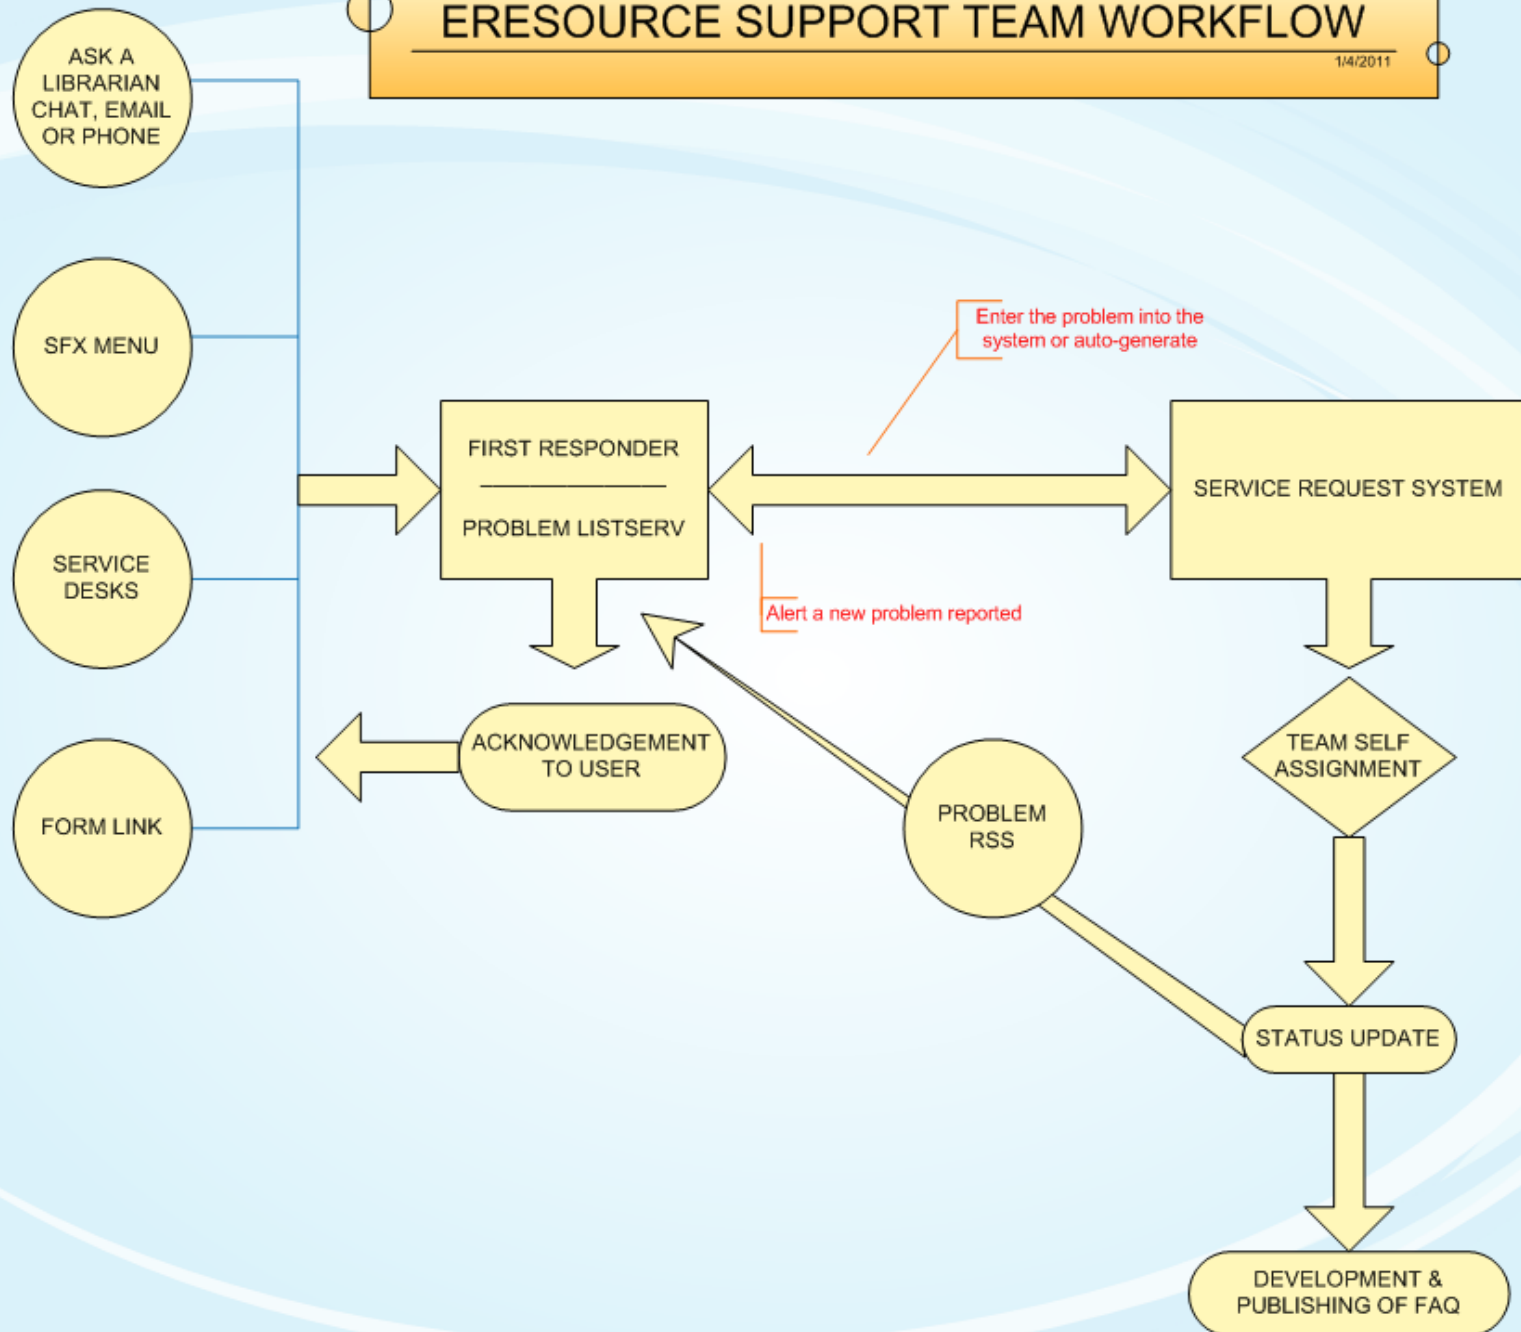 ERESOURCE SUPPORT TEAM WORKFLOW
1/4/2011
ASK A
LIBRARIAN
CHAT, EMAIL
OR PHONE
SFX MENU
SERVICE
DESKS
FORM LINK
FIRST RESPONDER
PROBLEM LISTSERV
Enter the problem into the
system or auto-generate
Alert a new problem reported
SERVICE REQUEST SYSTEM
ACKNOWLEDGEMENT
TO USER
PROBLEM
RSS
TEAM SELF
ASSIGNMENT
STATUS UPDATE
DEVELOPMENT &
PUBLISHING OF FAQ